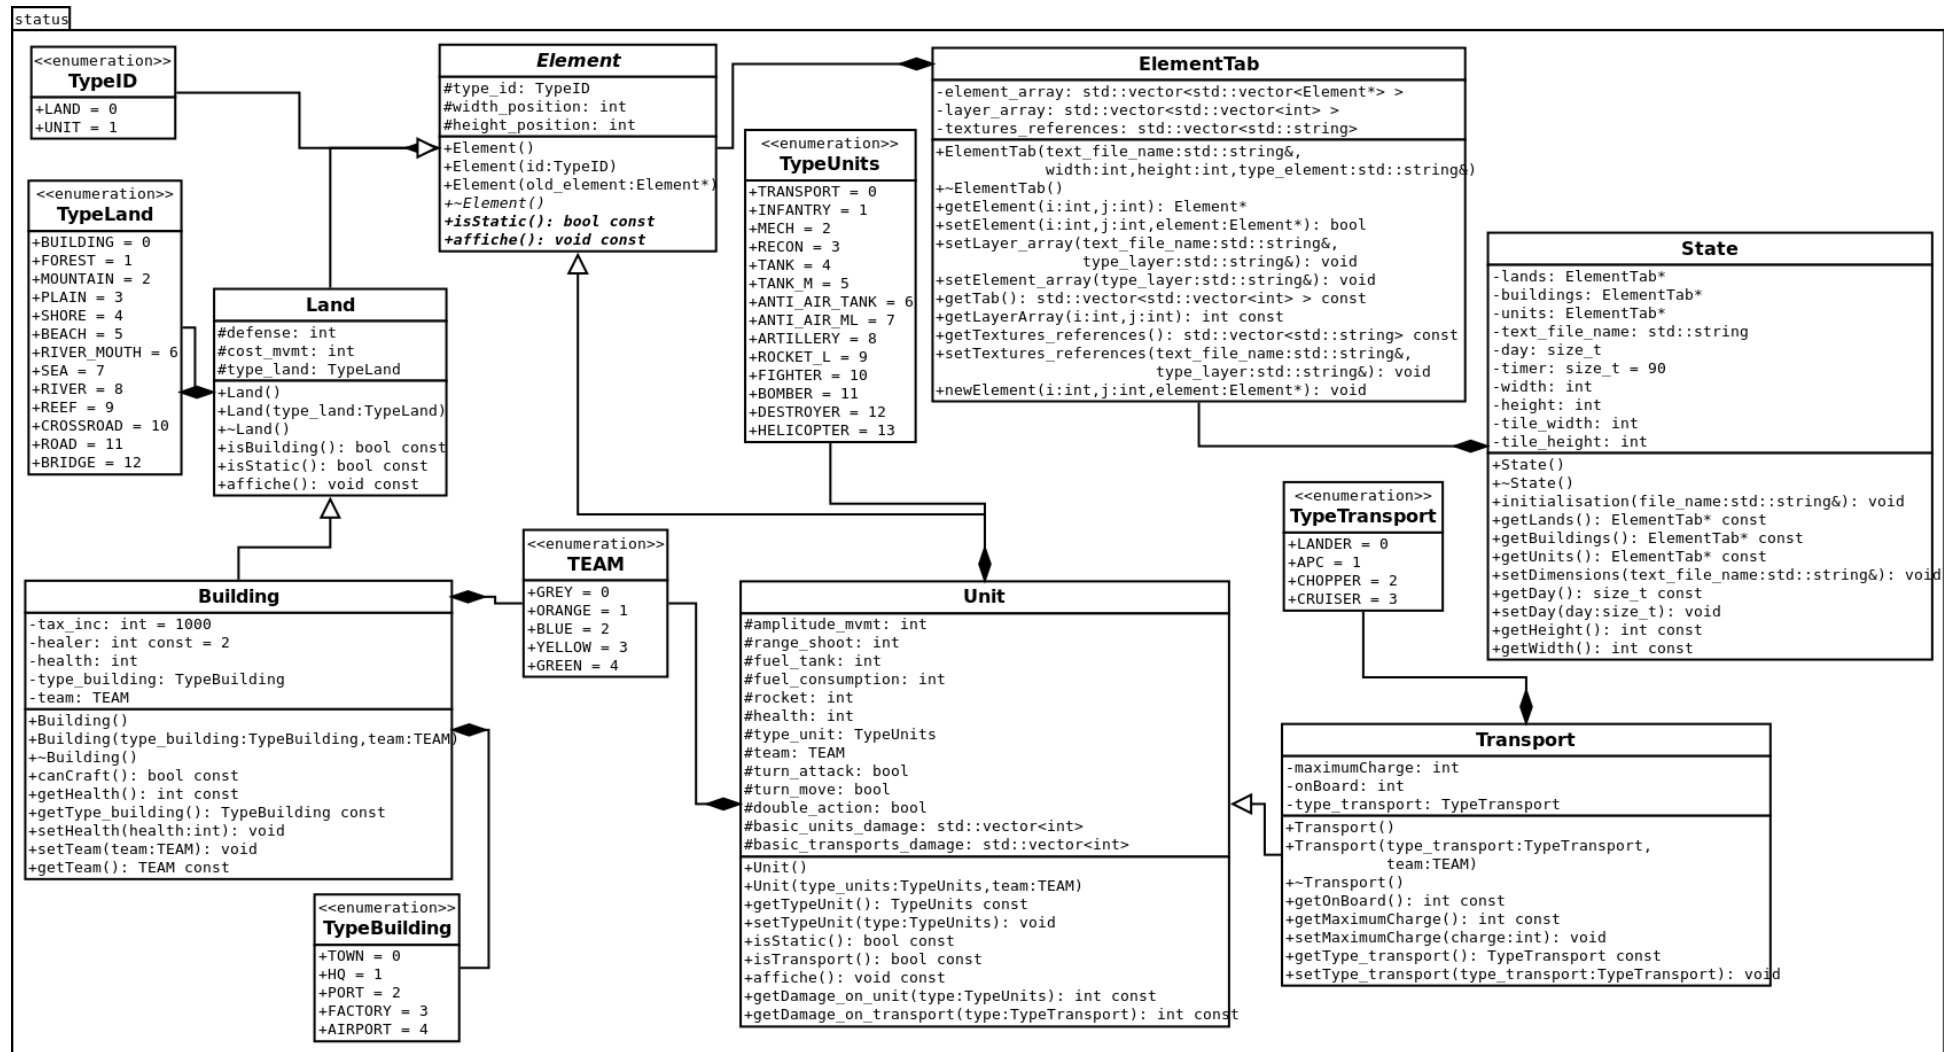 status
<<enumeration>>
TypeID
+LAND = 0
+UNIT = 1
<<enumeration>>
TypeLand
+BUILDING = 0
+FOREST = 1
+MOUNTAIN = 2
+PLAIN = 3
+SHORE = 4
+BEACH = 5
+RIVER_MOUTH = 6
+SEA = 7
+RIVER = 8
+REEF = 9
+CROSSROAD = 10
+ROAD = 11
+BRIDGE = 12
Element
#type_id: TypeID
#width_position: int
#height_position: int
+Element()
+Element(id:TypeID)
+Element(old_element:Element*)
+~Element()
+isStatic(): bool const
+affiche(): void const
Land
#defense: int
#cost_mvmt: int
#type_land: TypeLand
+Land()
+Land(type_land:TypeLand)
+~Land()
+isBuilding(): bool const
+isStatic(): bool const
+affiche(): void const
<<enumeration>>
TypeUnits
+TRANSPORT = 0
+INFANTRY = 1
+MECH = 2
+RECON = 3
+TANK = 4
+TANK_M = 5
+ANTI_AIR_TANK = 6
+ANTI_AIR_ML = 7
+ARTILLERY = 8
+ROCKET_L = 9
+FIGHTER = 10
+BOMBER = 11
+DESTROYER = 12
+HELICOPTER = 13
ElementTab
-element_array: std::vector<std::vector<Element*> >
-layer_array: std::vector<std::vector<int> >
-textures_references: std::vector<std::string>
+ElementTab(text_file_name:std::string&,
width:int,height:int,type_element:std::string&)
+~ElementTab()
+getElement(i:int,j:int): Element*
+setElement(i:int,j:int,element:Element*): bool
+setLayer_array(text_file_name:std::string&,
type_layer:std::string&): void
+setElement_array(type_layer:std::string&): void
+getTab(): std::vector<std::vector<int> > const
+getLayerArray(i:int,j:int): int const
+getTextures_references(): std::vector<std::string> const
+setTextures_references(text_file_name:std::string&,
type_layer:std::string&): void
+newElement(i:int,j:int,element:Element*): void
State
-lands: ElementTab*
-buildings: ElementTab*
-units: ElementTab*
-text_file_name: std::string
-day: size_t
-timer: size_t = 90
-width: int
-height: int
-tile_width: int
-tile_height: int
+State()
+~State()
+initialisation(file_name:std::string&): void
+getLands(): ElementTab* const
+getBuildings(): ElementTab* const
+getUnits(): ElementTab* const
+setDimensions(text_file_name:std::string&): void
+getDay(): size_t const
+setDay(day:size_t): void
+getHeight(): int const
+getWidth(): int const
<<enumeration>>
TypeTransport
+LANDER = 0
+APC = 1
+CHOPPER = 2
+CRUISER = 3
<<enumeration>>
TEAM
+GREY = 0
+ORANGE = 1
+BLUE = 2
+YELLOW = 3
+GREEN = 4
Building
-tax_inc: int = 1000
-healer: int const = 2
-health: int
-type_building: TypeBuilding
-team: TEAM
+Building()
+Building(type_building:TypeBuilding,team:TEAM)
+~Building()
+canCraft(): bool const
+getHealth(): int const
+getType_building(): TypeBuilding const
+setHealth(health:int): void
+setTeam(team:TEAM): void
+getTeam(): TEAM const
<<enumeration>>
TypeBuilding
+TOWN = 0
+HQ = 1
+PORT = 2
+FACTORY = 3
+AIRPORT = 4
Unit
#amplitude_mvmt: int
#range_shoot: int
#fuel_tank: int
#fuel_consumption: int
#rocket: int
#health: int
#type_unit: TypeUnits
#team: TEAM
#turn_attack: bool
#turn_move: bool
#double_action: bool
#basic_units_damage: std::vector<int>
#basic_transports_damage: std::vector<int>
+Unit()
+Unit(type_units:TypeUnits,team:TEAM)
+getTypeUnit(): TypeUnits const
+setTypeUnit(type:TypeUnits): void
+isStatic(): bool const
+isTransport(): bool const
+affiche(): void const
+getDamage_on_unit(type:TypeUnits): int const
+getDamage_on_transport(type:TypeTransport): int const
Transport
-maximumCharge: int
-onBoard: int
-type_transport: TypeTransport
+Transport()
+Transport(type_transport:TypeTransport,
team:TEAM)
+~Transport()
+getOnBoard(): int const
+getMaximumCharge(): int const
+setMaximumCharge(charge:int): void
+getType_transport(): TypeTransport const
+setType_transport(type_transport:TypeTransport): void